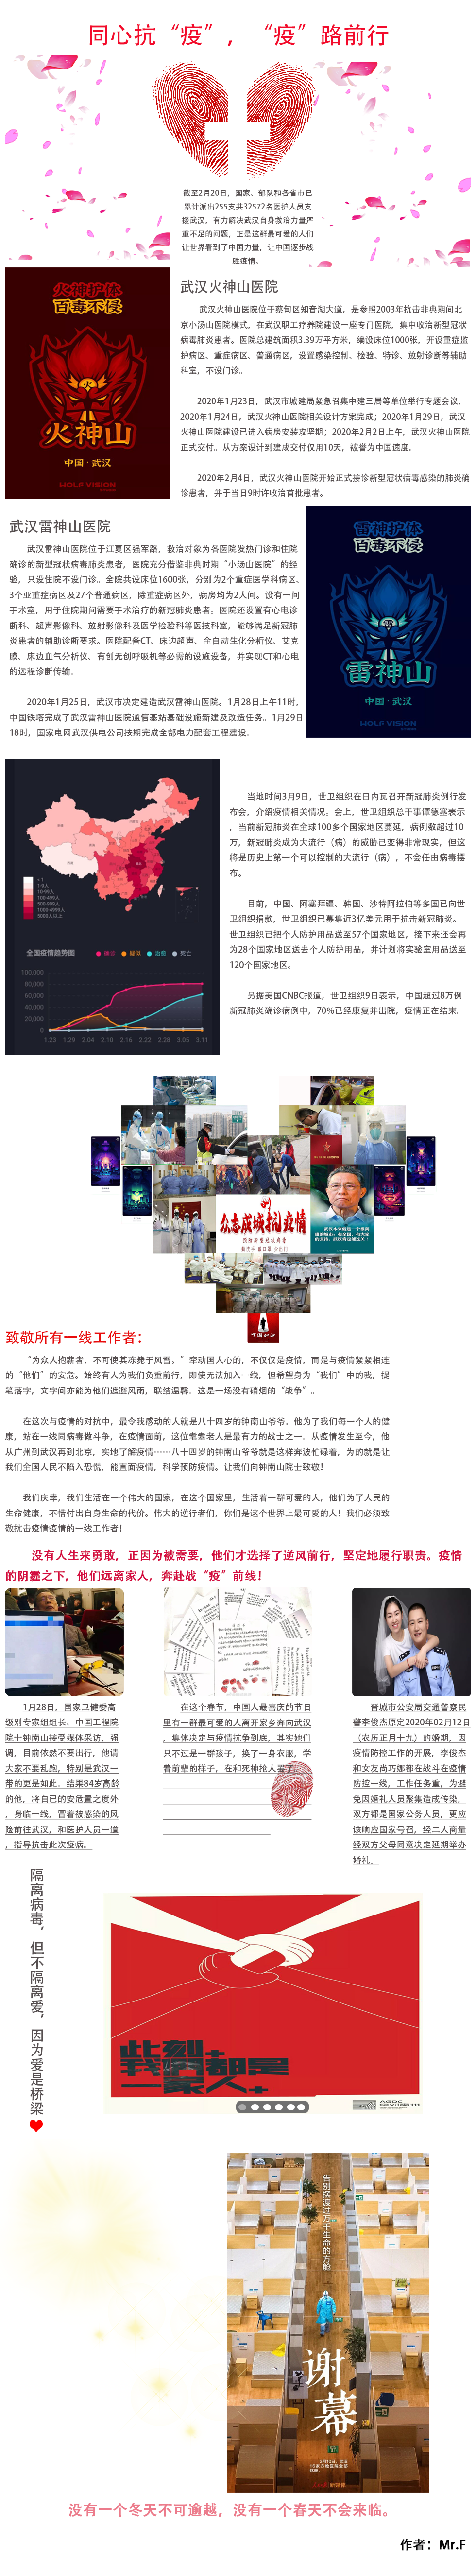 同心抗“疫”，“疫”路前行
截至2月20日，国家、部队和各省市已
累计派出255支共32572名医护人员支
援武汉，有力解决武汉自身救治力量严
重不足的问题，正是这群最可爱的人们
让世界看到了中国力量，让中国逐步战
胜疫情。
火神护体
百毒不侵
火神山
中国·武汉
WOLF VISION
武汉火神山医院
武汉火神山医院位于蔡甸区知音湖大道，是参照2003年抗击非典期间北
京小汤山医院模式，在武汉职工疗养院建设一座专门医院，集中收治新型冠状
病毒肺炎患者。医院总建筑面积3.39万平方米，编设床位1000张，开设重症监
护病区、重症病区、普通病区，设置感染控制、检验、特诊、放射诊断等辅助
科室，不设门诊。
2020年1月23日，武汉市城建局紧急召集中建三局等单位举行专题会议，
2020年1月24日，武汉火神山医院相关设计方案完成；2020年1月29日，武汉
火神山医院建设已进入病房安装攻坚期；2020年2月2日上午，武汉火神山医院
正式交付。从方案设计到建成交付仅用10天，被誉为中国速度。
2020年2月4日，武汉火神山医院开始正式接诊新型冠状病毒感染的肺炎确
诊患者，并于当日9时许收治首批患者。
武汉雷神山医院
武汉雷神山医院位于江夏区强军路，救治对象为各医院发热门诊和住院
确诊的新型冠状病毒肺炎患者，医院充分借鉴非典时期“小汤山医院”的经
验，只设住院不设门诊。全院共设床位1600张，分别为2个重症医学科病区、
3个亚重症病区及27个普通病区，除重症病区外，病房均为2人间。设有一间
手术室，用于住院期间需要手术治疗的新冠肺炎患者。医院还设置有心电诊
断科、超声影像科、放射影像科及医学检验科等医技科室，能够满足新冠肺
炎患者的辅助诊断要求。医院配备CT、床边超声、全自动生化分析仪、艾克
膜、床边血气分析仪、有创无创呼吸机等必需的设施设备，并实现CT和心电
的远程诊断传输。
2020年1月25日，武汉市决定建造武汉雷神山医院。1月28日上午11时，
中国铁塔完成了武汉雷神山医院通信基站基础设施新建及改造任务。1月29日
18时，国家电网武汉供电公司按期完成全部电力配套工程建设。
雷神护体
百毒不侵
雷神山
中国·武汉
WOLF VISION
<1
1-9人
10-99人
100-499人
500-999人
1000-4999人
5000人以上
全国疫情趋势图
确诊
疑似
治愈
死亡
100,000
80,000
60,000
40,000
20,000
0
1.23 1.29 2.04 2.10 2.16 2.22 2.28 3.05 3.11
当地时间3月9日，世卫组织在日内瓦召开新冠肺炎例行发
布会，介绍疫情相关情况。会上，世卫组织总干事谭德塞表示
，当前新冠肺炎在全球100多个国家地区蔓延，病例数超过10
万，新冠肺炎成为大流行（病）的威胁已变得非常现实，但这
将是历史上第一个可以控制的大流行（病），不会任由病毒摆
布。
目前，中国、阿塞拜疆、韩国、沙特阿拉伯等多国已向世
卫组织捐款，世卫组织已募集近3亿美元用于抗击新冠肺炎。
世卫组织已把个人防护用品送至57个国家地区，接下来还会再
为28个国家地区送去个人防护用品，并计划将实验室用品送至
120个国家地区。
另据美国CNBC报道，世卫组织9日表示，中国超过8万例
新冠肺炎确诊病例中，70%已经康复并出院，疫情正在结束。
众志成城抗疫情
预防新型冠状病毒
勤洗手 戴口罩 少出门
中国加油
致敬所有一线工作者：
“为众人抱薪者，不可使其冻毙于风雪。”牵动国人心的，不仅仅是疫情，而是与疫情紧紧相连
的“他们”的安危。始终有人为我们负重前行，即使无法加入一线，但希望身为“我们”中的我，提
笔落字，文字间亦能为他们遮避风雨，联结温馨。这是一场没有硝烟的“战争”。
在这次与疫情的对抗中，最令我感动的人就是八十四岁的钟南山爷爷。他为了我们每一个人的健
康，站在一线同病毒做斗争，在疫情面前，这位耄耋老人是最有力的战士之一。从疫情发生至今，他
从广州到武汉再到北京，实地了解疫情……八十四岁的钟南山爷爷就是这样奔波忙碌着，为的就是让
我们全国人民不陷入恐慌，能直面疫情，科学预防疫情。让我们向钟南山院士致敬！
我们庆幸，我们生活在一个伟大的国家，在这个国家里，生活着一群可爱的人，他们为了人民的
生命健康，不惜付出自身生命的代价。伟大的逆行者们，你们是这个世界上最可爱的人！我们必须致
敬抗击疫情疫情的一线工作者！
没有人生来勇敢，正因为被需要，他们才选择了逆风前行，坚定地履行职责。疫情
的阴霾之下，他们远离家人，奔赴战“疫”前线！
1月28日，国家卫健委高
级别专家组组长、中国工程院
院士钟南山接受媒体采访，强
调，目前依然不要出行，他请
大家不要乱跑，特别是武汉一
带的更是如此。结果84岁高龄
的他，将自已的安危置之度外
，身临一线，冒着被感染的风
险前往武汉，和医护人员一道
，指导抗击此次疫病。
在这个春节，中国人最喜庆的节日
里有一群最可爱的人离开家乡奔向武汉
，集体决定与疫情抗争到底，其实她们
只不过是一群孩子，换了一身衣服，学
着前辈的样子，在和死神抢人罢了。
晋城市公安局交通警察民
警李俊杰原定2020年02月12日
（农历正月十九）的婚期，因
疫情防控工作的开展，李俊杰
和女友尚巧娜都在战斗在疫情
防控一线，工作任务重，为避
免因婚礼人员聚集造成传染，
双方都是国家公务人员，更应
该响应国家号召，经二人商量
经双方父母同意决定延期举办
婚礼。
隔离病毒，但不隔离爱，因为爱是桥梁
此刻
我们都是
一家人
AGDC
告别摆渡过万千生命的方舱
谢幕
没有一个冬天不可逾越，没有一个春天不会来临。
作者：Mr.F